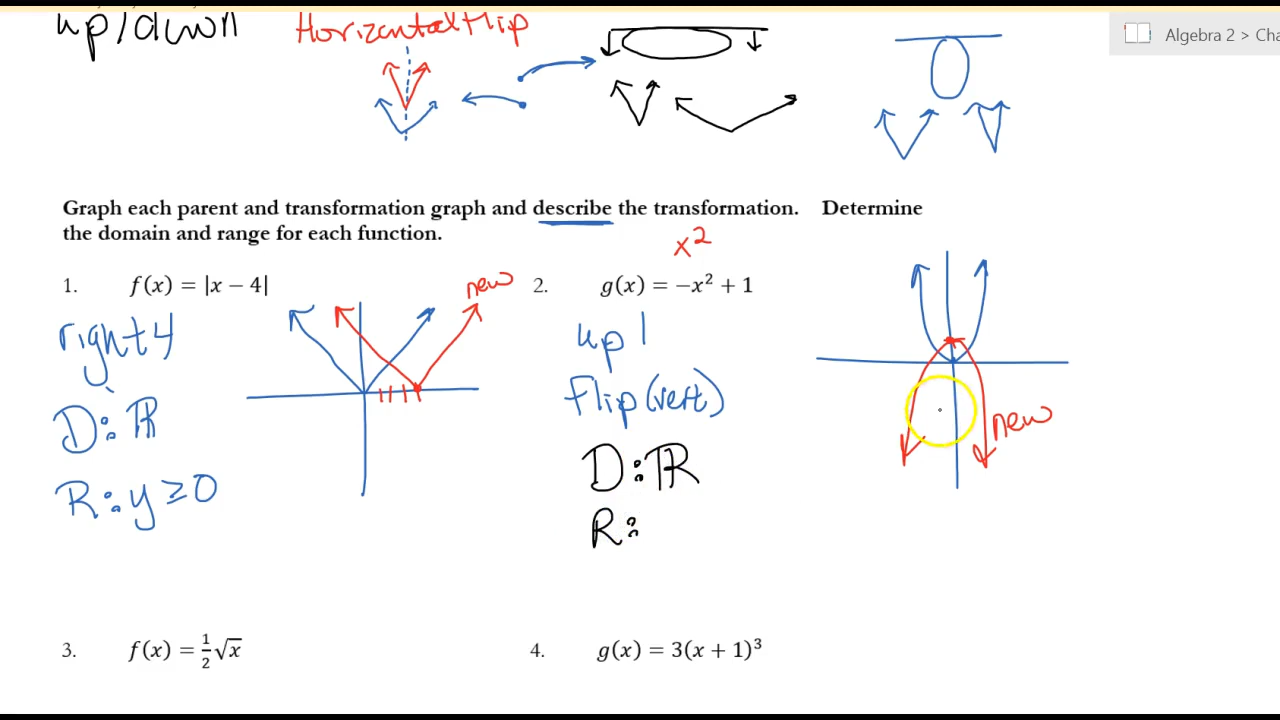 up/down
Horizontal flip
Algebra 2 > Cha
Graph each parent and transformation graph and describe the transformation. Determine
the domain and range for each function.
x²
1. f(x) = |x − 4|
new
2. g(x) = −x² + 1
right 4
D: ℝ
R: y ≥ 0
up 1
flip (vert)
D: ℝ
R:
new
3. f(x) = ½√x
4. g(x) = 3(x + 1)³